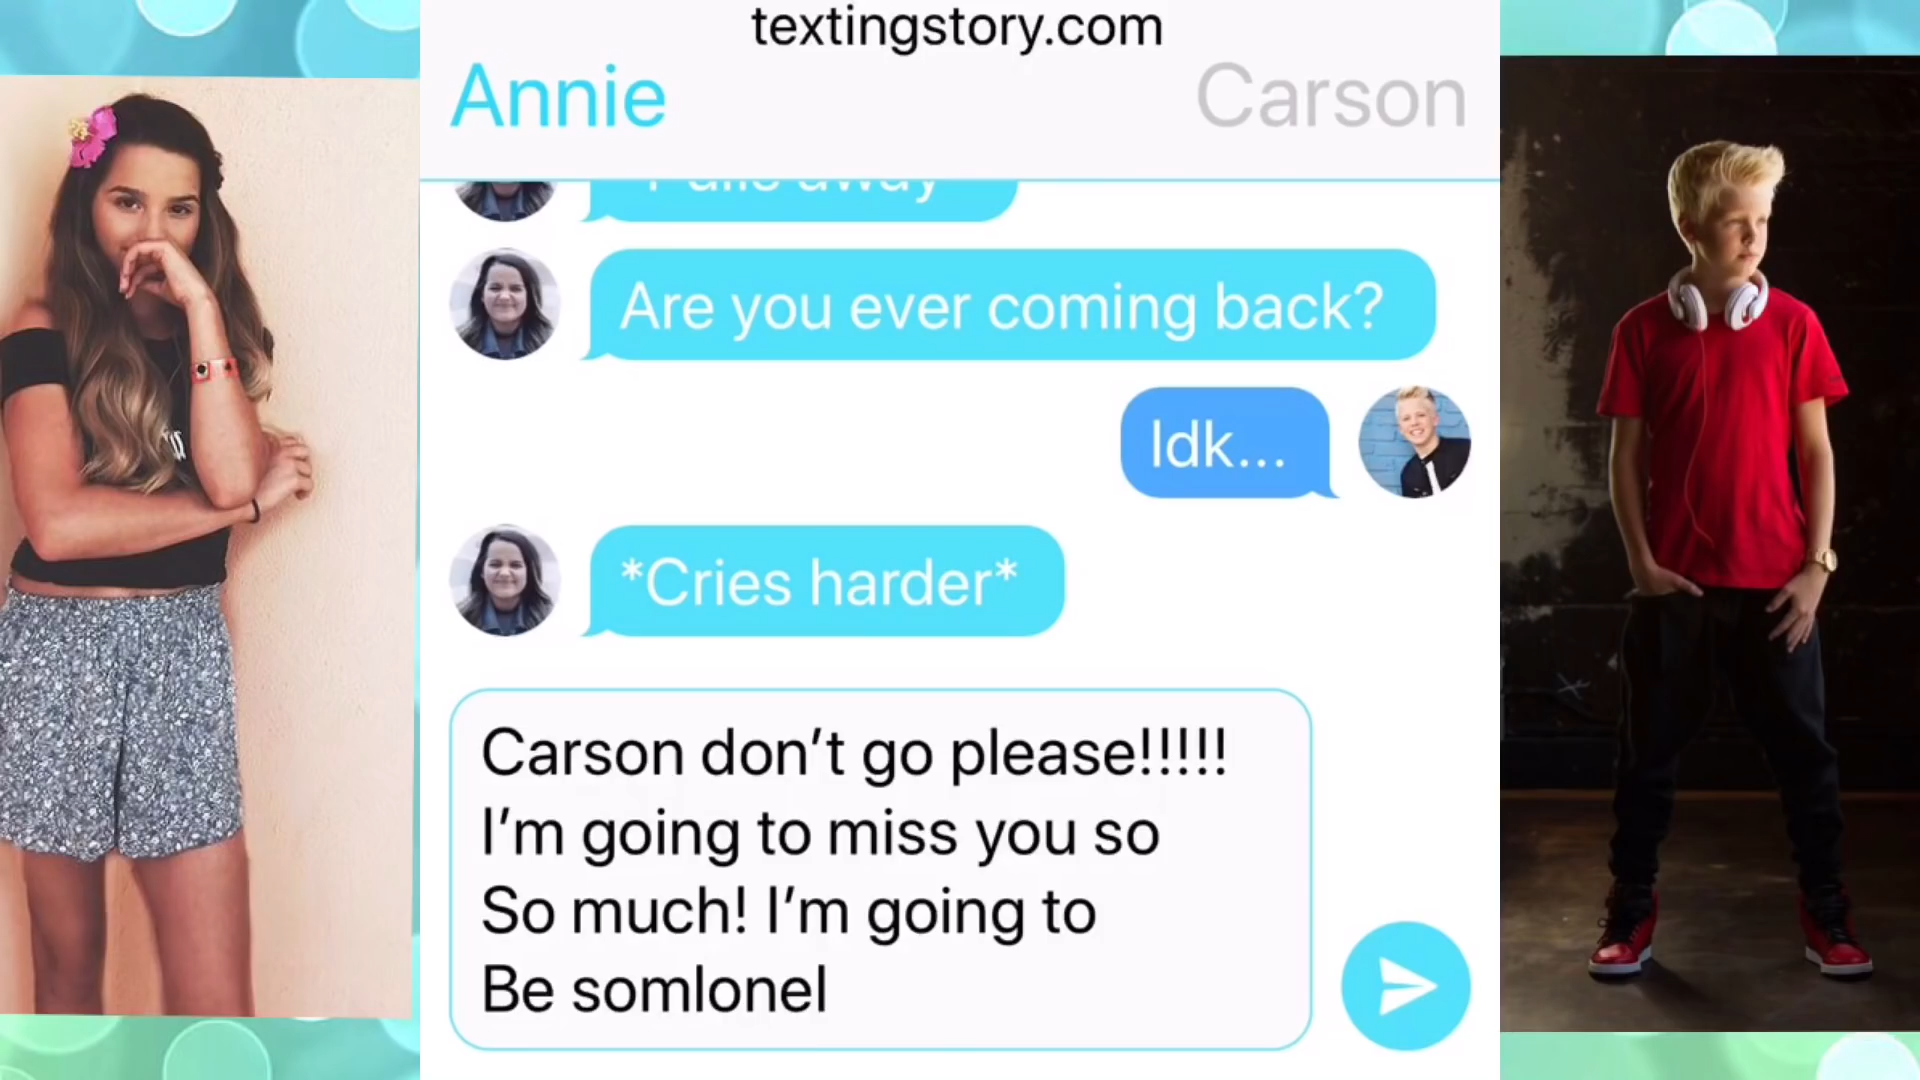 textingstory.com
Annie
Carson
away
Are you ever coming back?
Idk...
*Cries harder*
Carson don't go please!!!!!
I'm going to miss you so
So much! I'm going to
Be somlonel